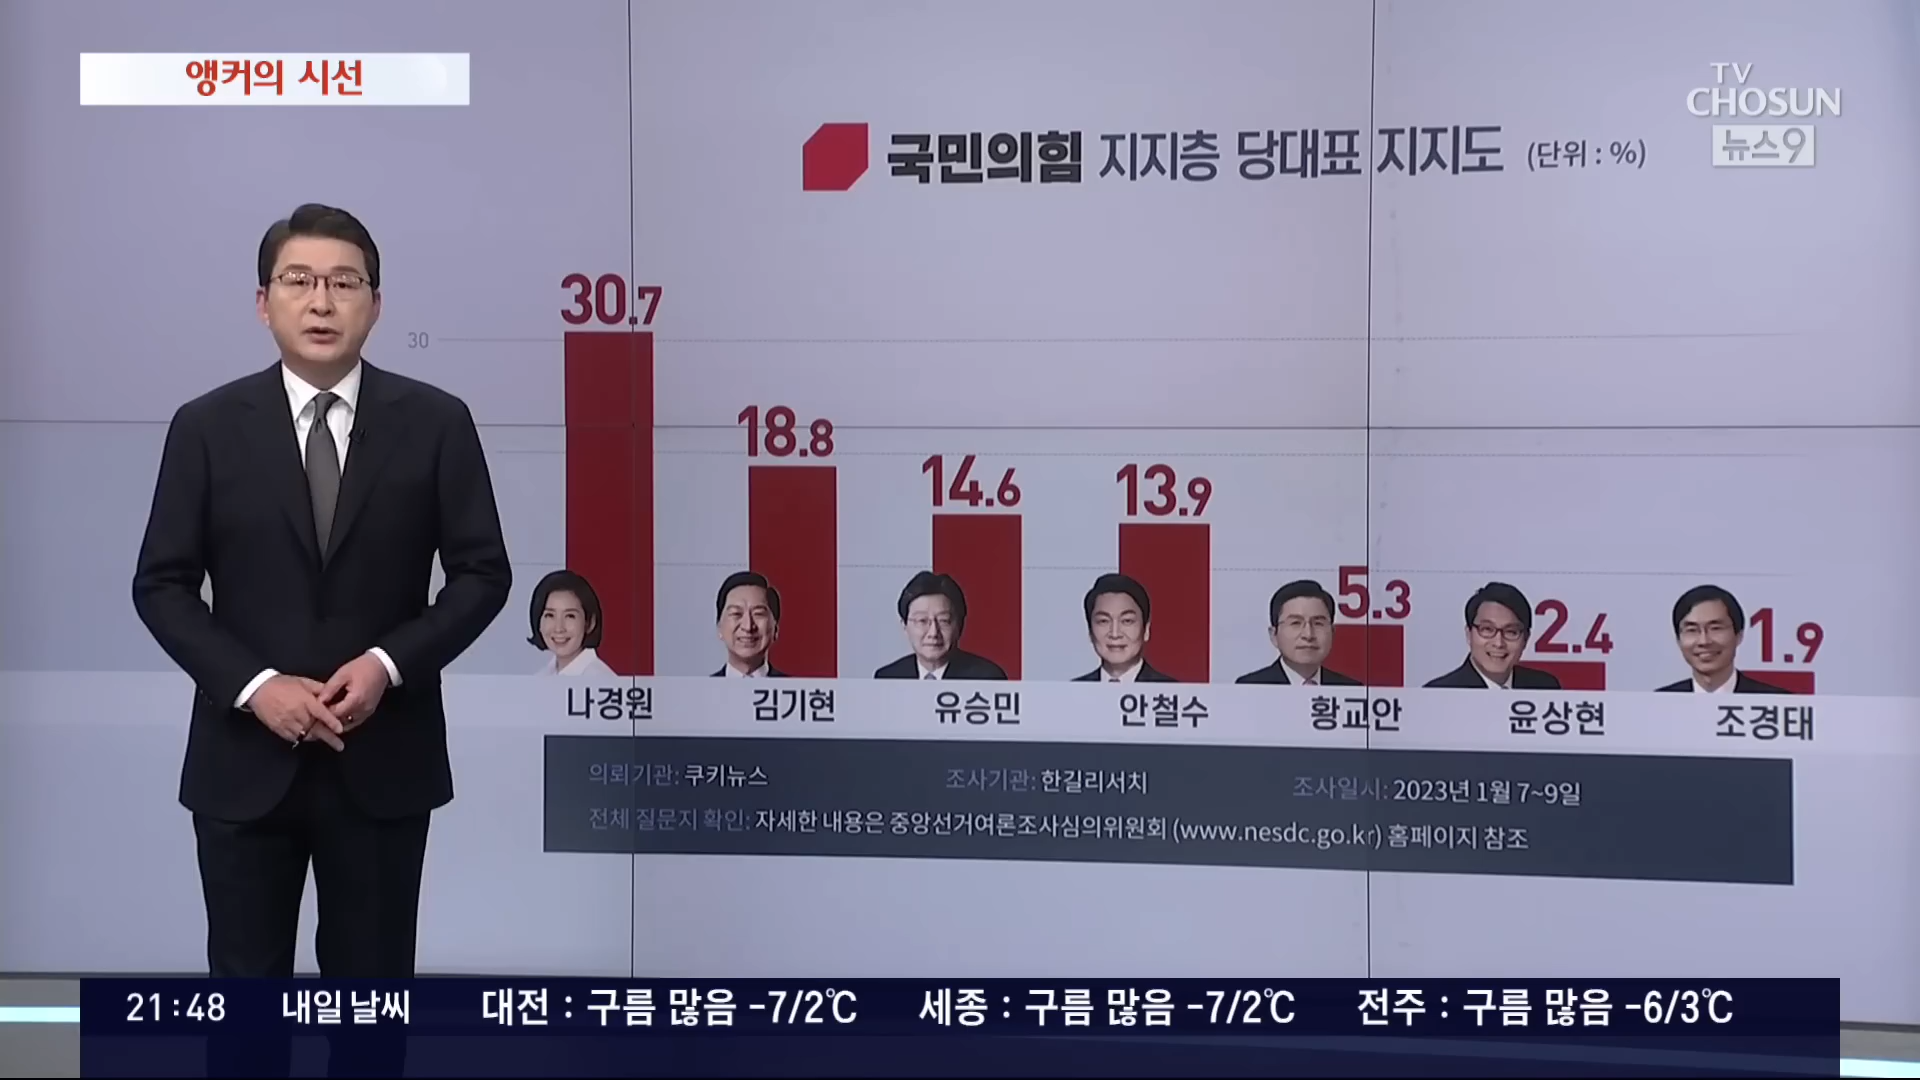 앵커의 시선
TV
CHOSUN
뉴스9
국민의힘 지지층 당대표 지지도 (단위 : %)
30
30.7
18.8
14.6
13.9
5.3
2.4
1.9
나경원
김기현
유승민
안철수
황교안
윤상현
조경태
의뢰기관: 쿠키뉴스 조사기관: 한길리서치 조사일시: 2023년 1월 7~9일
전체 질문지 확인: 자세한 내용은 중앙선거여론조사심의위원회 (www.nesdc.go.kr) 홈페이지 참조
21:48 내일 날씨 대전 : 구름 많음 -7/2℃ 세종 : 구름 많음 -7/2℃ 전주 : 구름 많음 -6/3℃